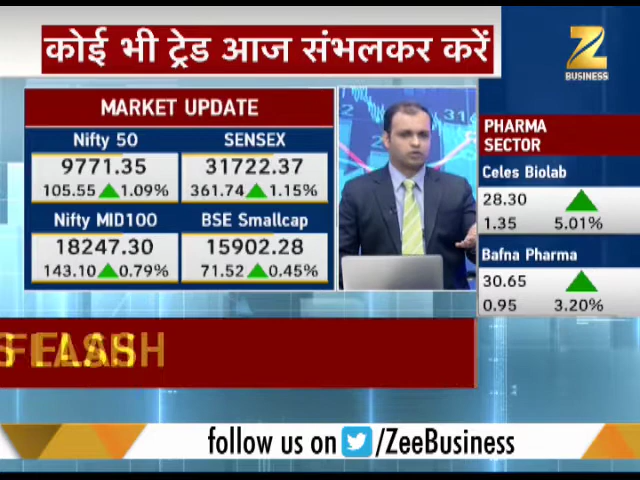 कोई भी ट्रेड आज संभलकर करें
Z
BUSINESS
MARKET UPDATE
Nifty 50
9771.35
105.55 1.09%
SENSEX
31722.37
361.74 1.15%
Nifty MID100
18247.30
143.10 0.79%
BSE Smallcap
15902.28
71.52 0.45%
PHARMA
SECTOR
Celes Biolab
28.30
1.35 5.01%
Bafna Pharma
30.65
0.95 3.20%
follow us on /ZeeBusiness